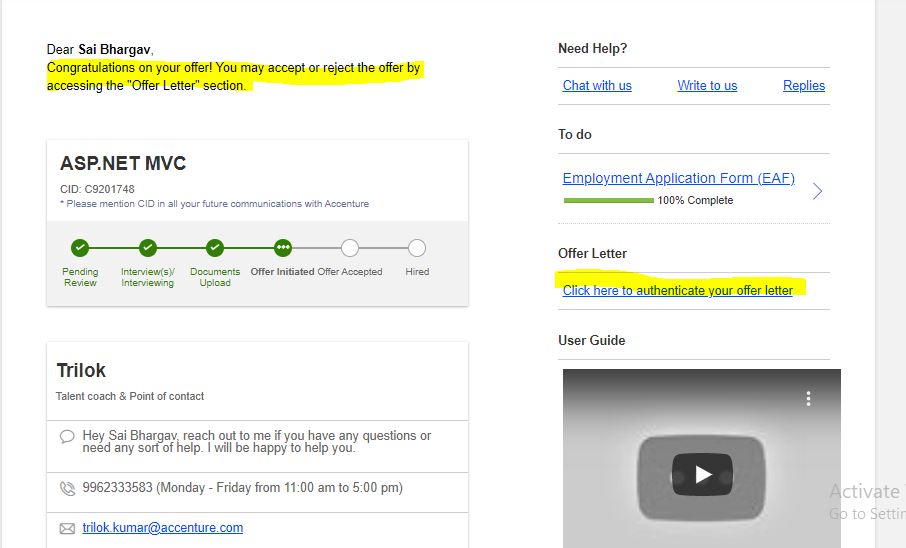 Dear Sai Bhargav,
Congratulations on your offer! You may accept or reject the offer by
accessing the "Offer Letter" section.
ASP.NET MVC
CID: C9201748
* Please mention CID in all your future communications with Accenture
Pending
Review
Interview(s)/
Interviewing
Documents
Upload
Offer Initiated
Offer Accepted
Hired
Trilok
Talent coach & Point of contact
Hey Sai Bhargav, reach out to me if you have any questions or
need any sort of help. I will be happy to help you.
9962333583 (Monday - Friday from 11:00 am to 5:00 pm)
trilok.kumar@accenture.com
Need Help?
Chat with us
Write to us
Replies
To do
Employment Application Form (EAF)
100% Complete
Offer Letter
Click here to authenticate your offer letter
User Guide
Activate
Go to Settin